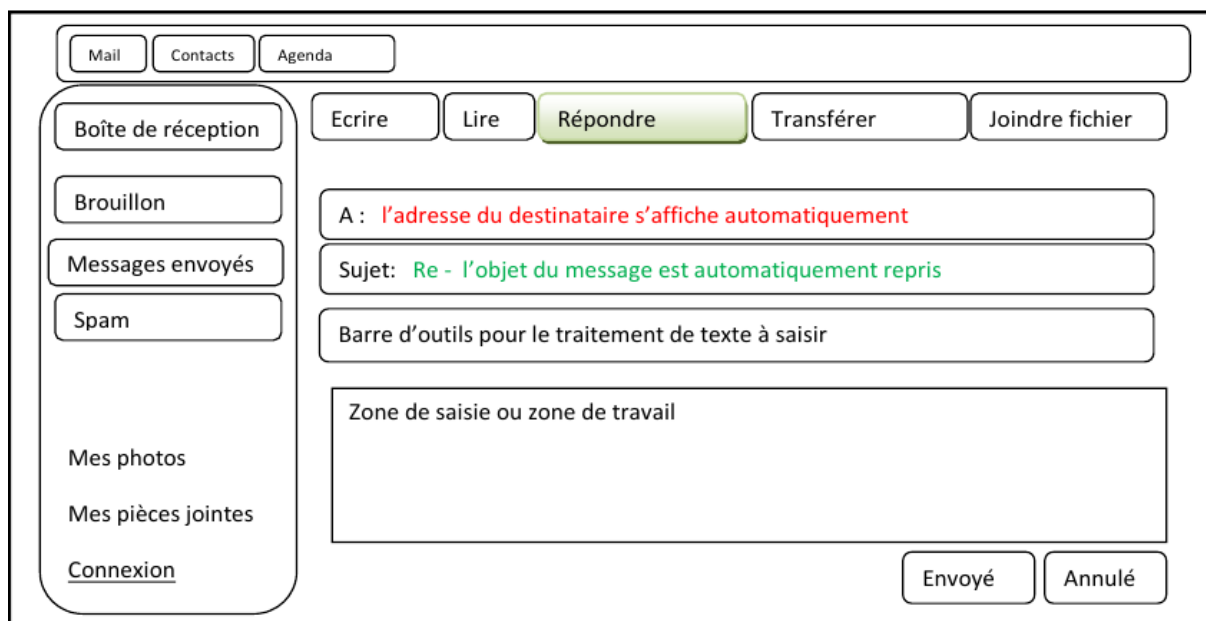 Mail Contacts Agenda
Boîte de réception
Brouillon
Messages envoyés
Spam
Mes photos
Mes pièces jointes
Connexion
Ecrire Lire Répondre Transférer Joindre fichier
A : l’adresse du destinataire s’affiche automatiquement
Sujet: Re - l’objet du message est automatiquement repris
Barre d’outils pour le traitement de texte à saisir
Zone de saisie ou zone de travail
Envoyé Annulé